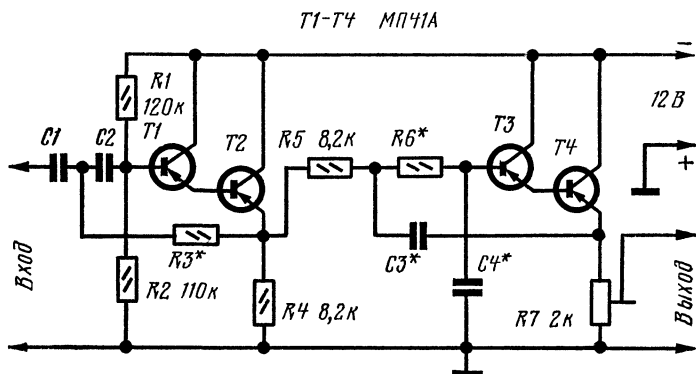 T1-T4 МП41А
R1
120к
C1
C2
T1
T2
R5 8,2к
R6*
T3
T4
12В
−
+
R3*
C3*
C4*
Вход
R2 110к
R4 8,2к
R7 2к
Выход